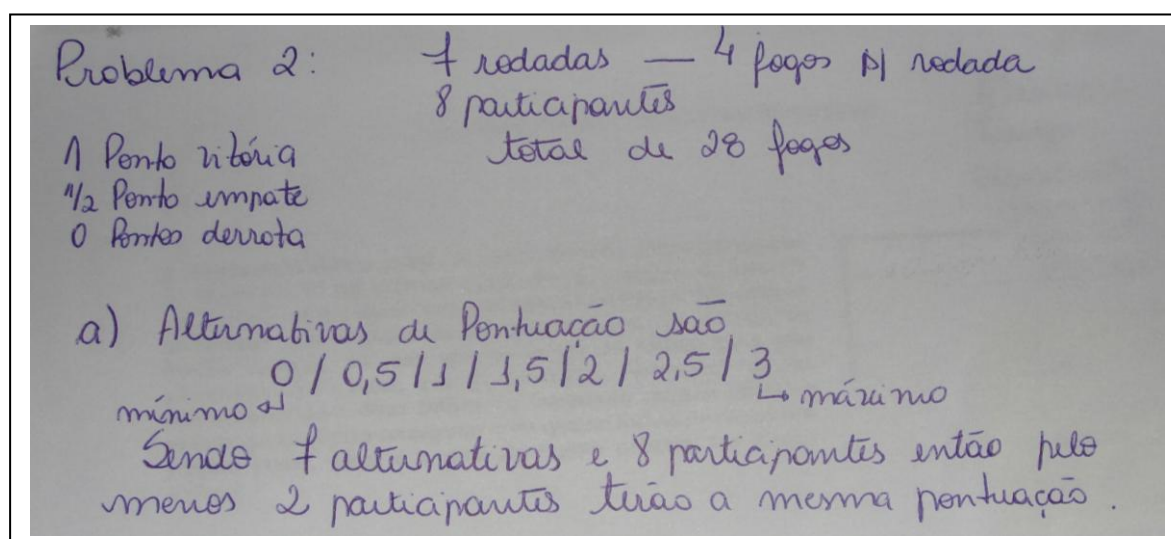 Problema 2: 7 rodadas — 4 jogos p/ rodada
8 participantes
1 Ponto vitória total de 28 jogos
1/2 Ponto empate
0 Pontos derrota
a) Alternativas de Pontuação são
0 / 0,5 / 1 / 1,5 / 2 / 2,5 / 3
mínimo ↲ ↳ máximo
Sendo 7 alternativas e 8 participantes então pelo
menos 2 participantes terão a mesma pontuação.